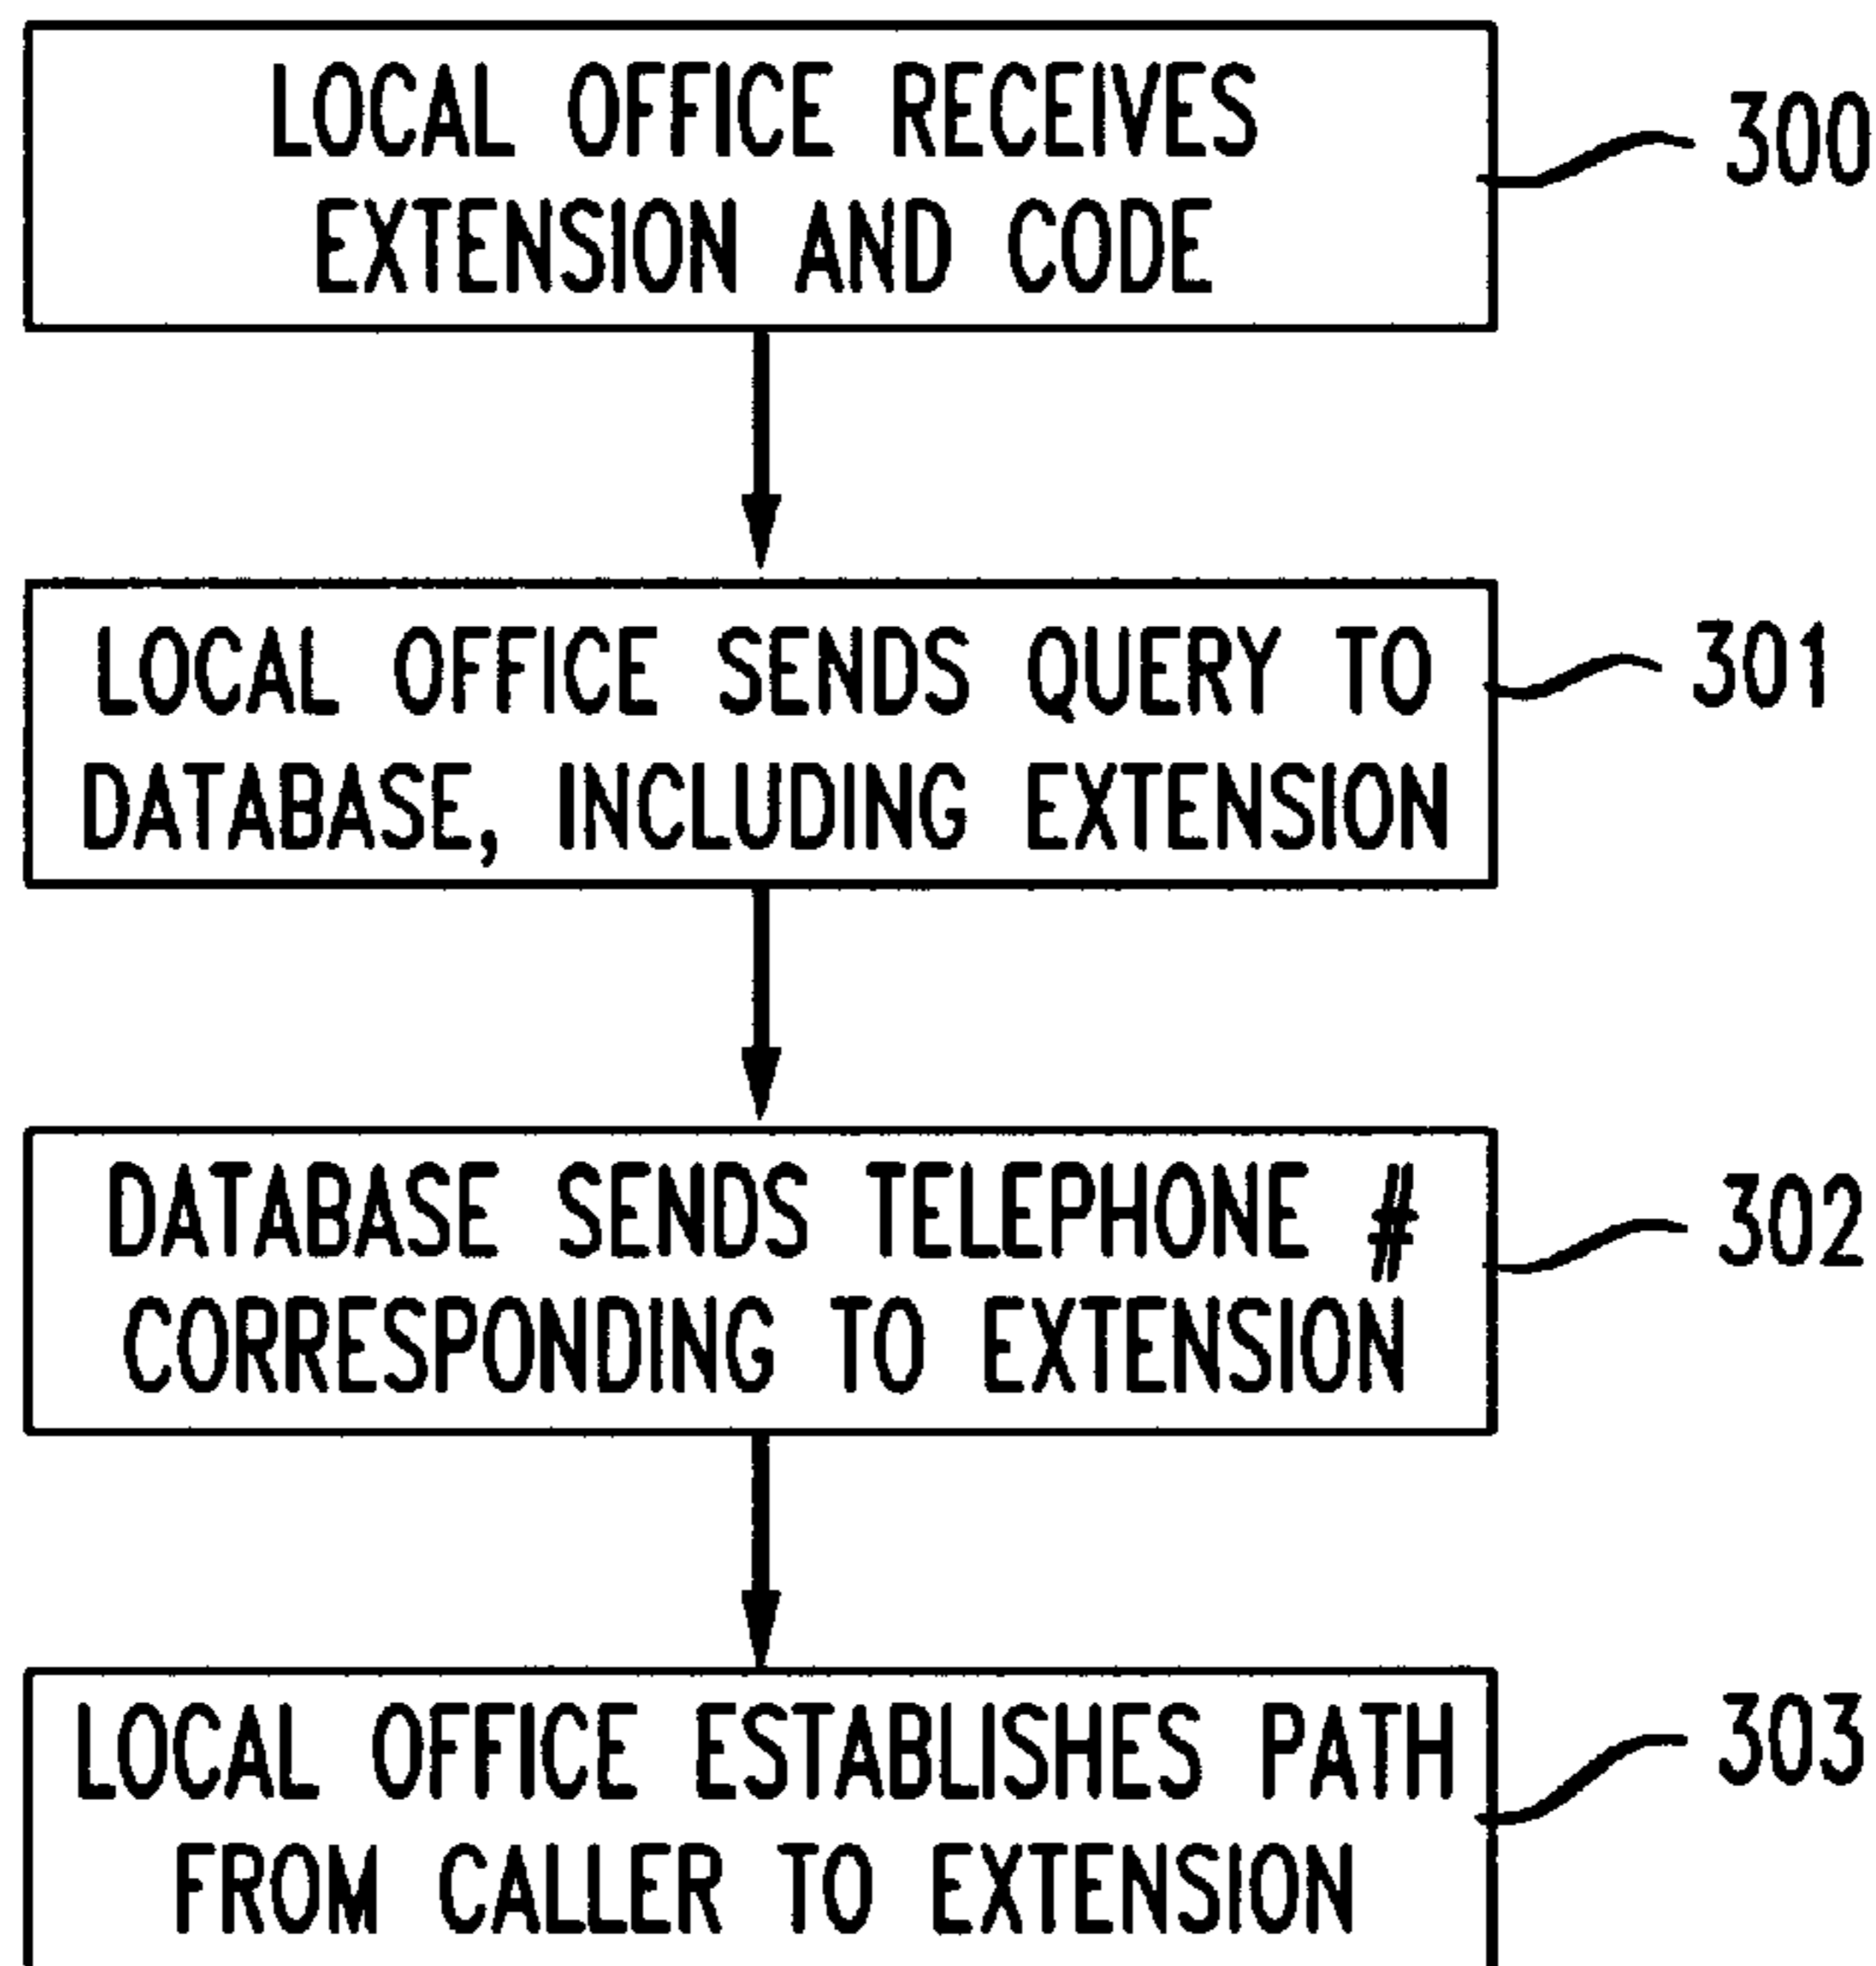 LOCAL OFFICE RECEIVES
EXTENSION AND CODE
300
LOCAL OFFICE SENDS QUERY TO
DATABASE, INCLUDING EXTENSION
301
DATABASE SENDS TELEPHONE #
CORRESPONDING TO EXTENSION
302
LOCAL OFFICE ESTABLISHES PATH
FROM CALLER TO EXTENSION
303